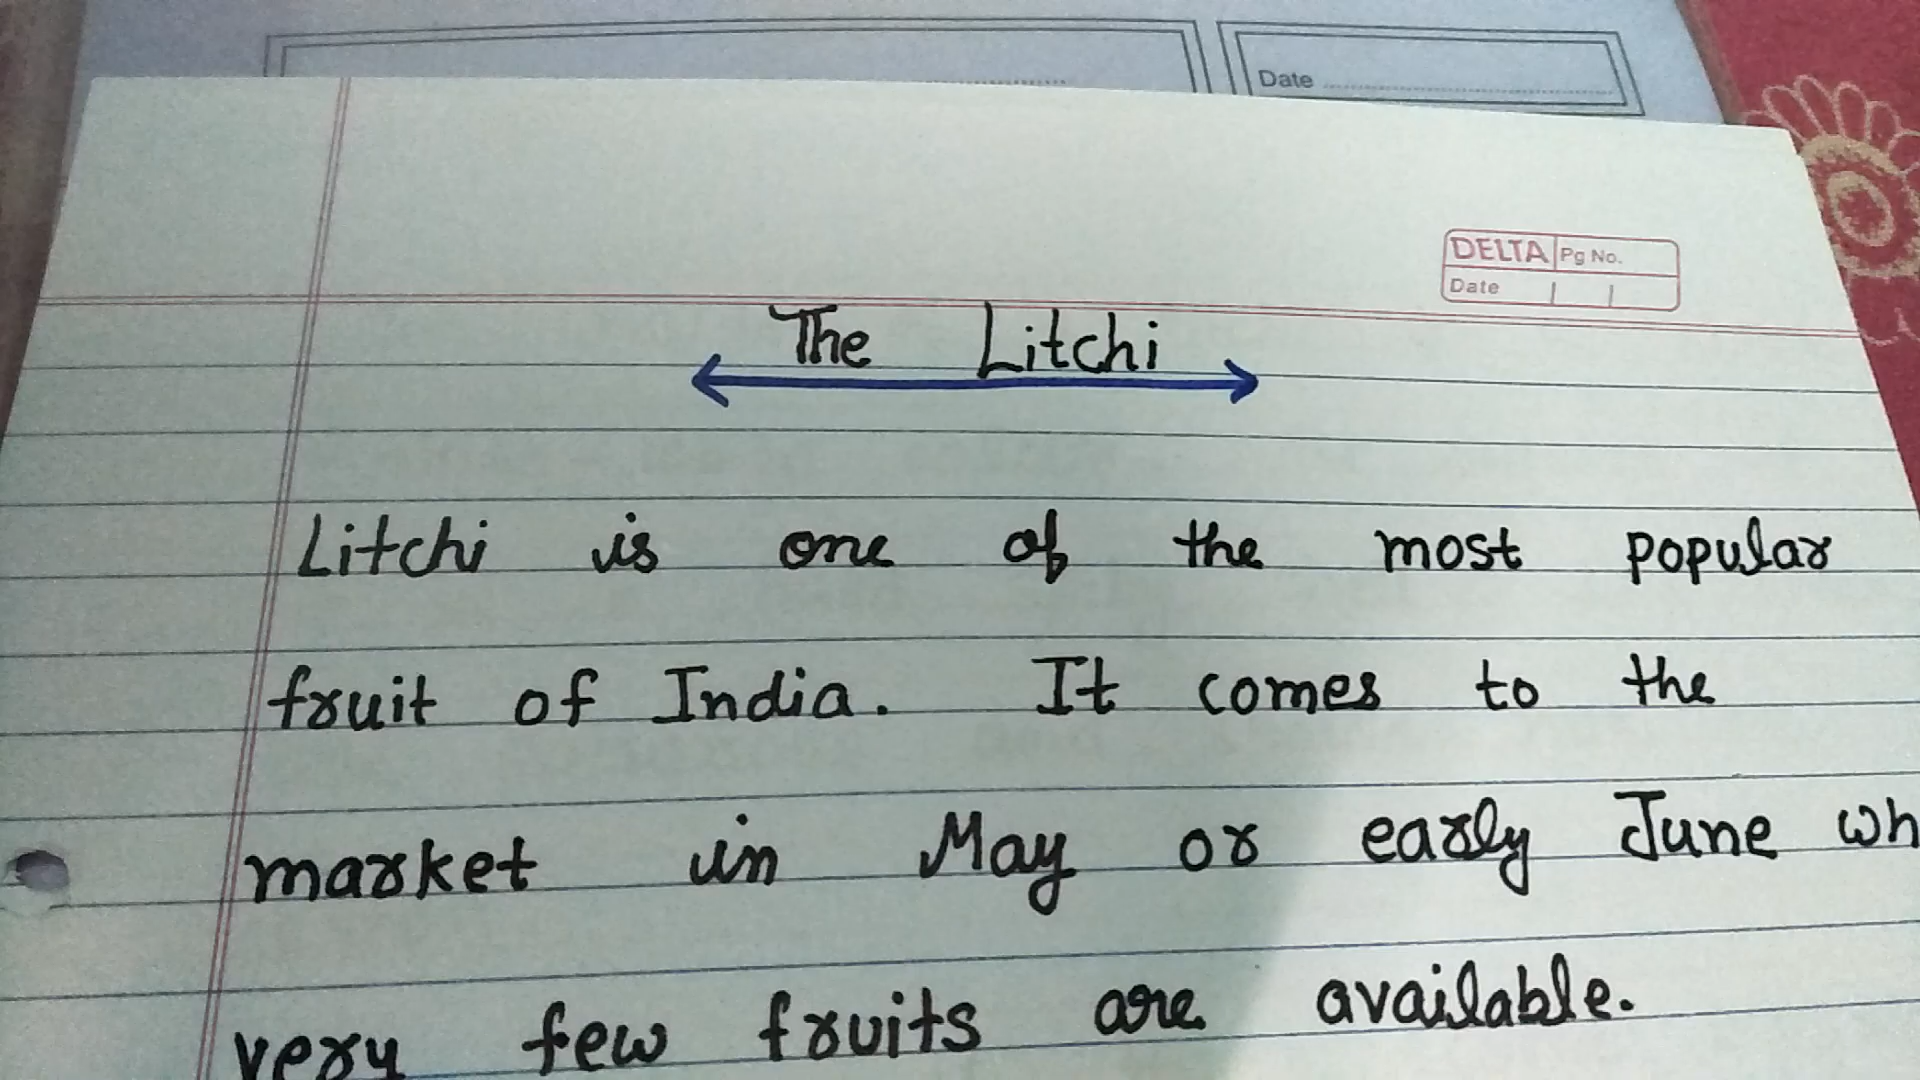 Date
DELTA Pg No.
Date
The Litchi
Litchi is one of the most popular
fruit of India. It comes to the
market in May or early June wh
very few fruits are available.